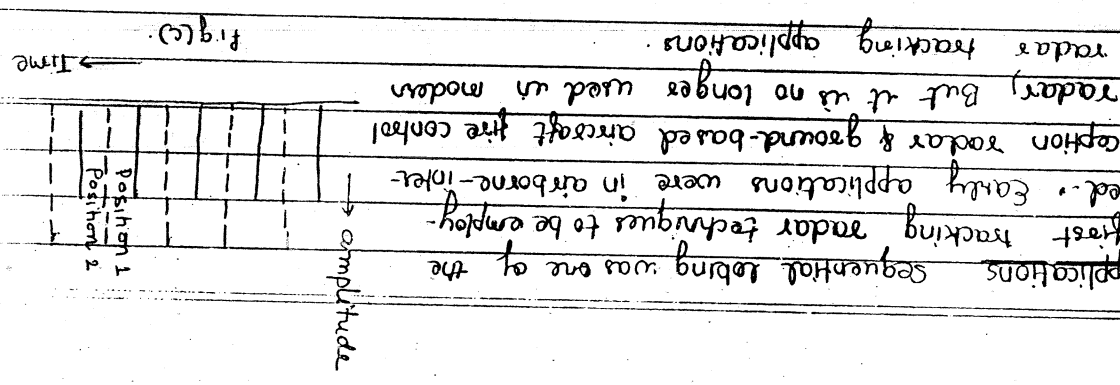 amplitude
Position 1
Position 2
→ Time
Fig(c).
pplications Sequential lobing was one of the
first tracking radar techniques to be employ-
ed. Early applications were in airborne-inter-
ception radar & ground-based aircraft fire control
radar, But it is no longer used in modern
radar tracking applications.